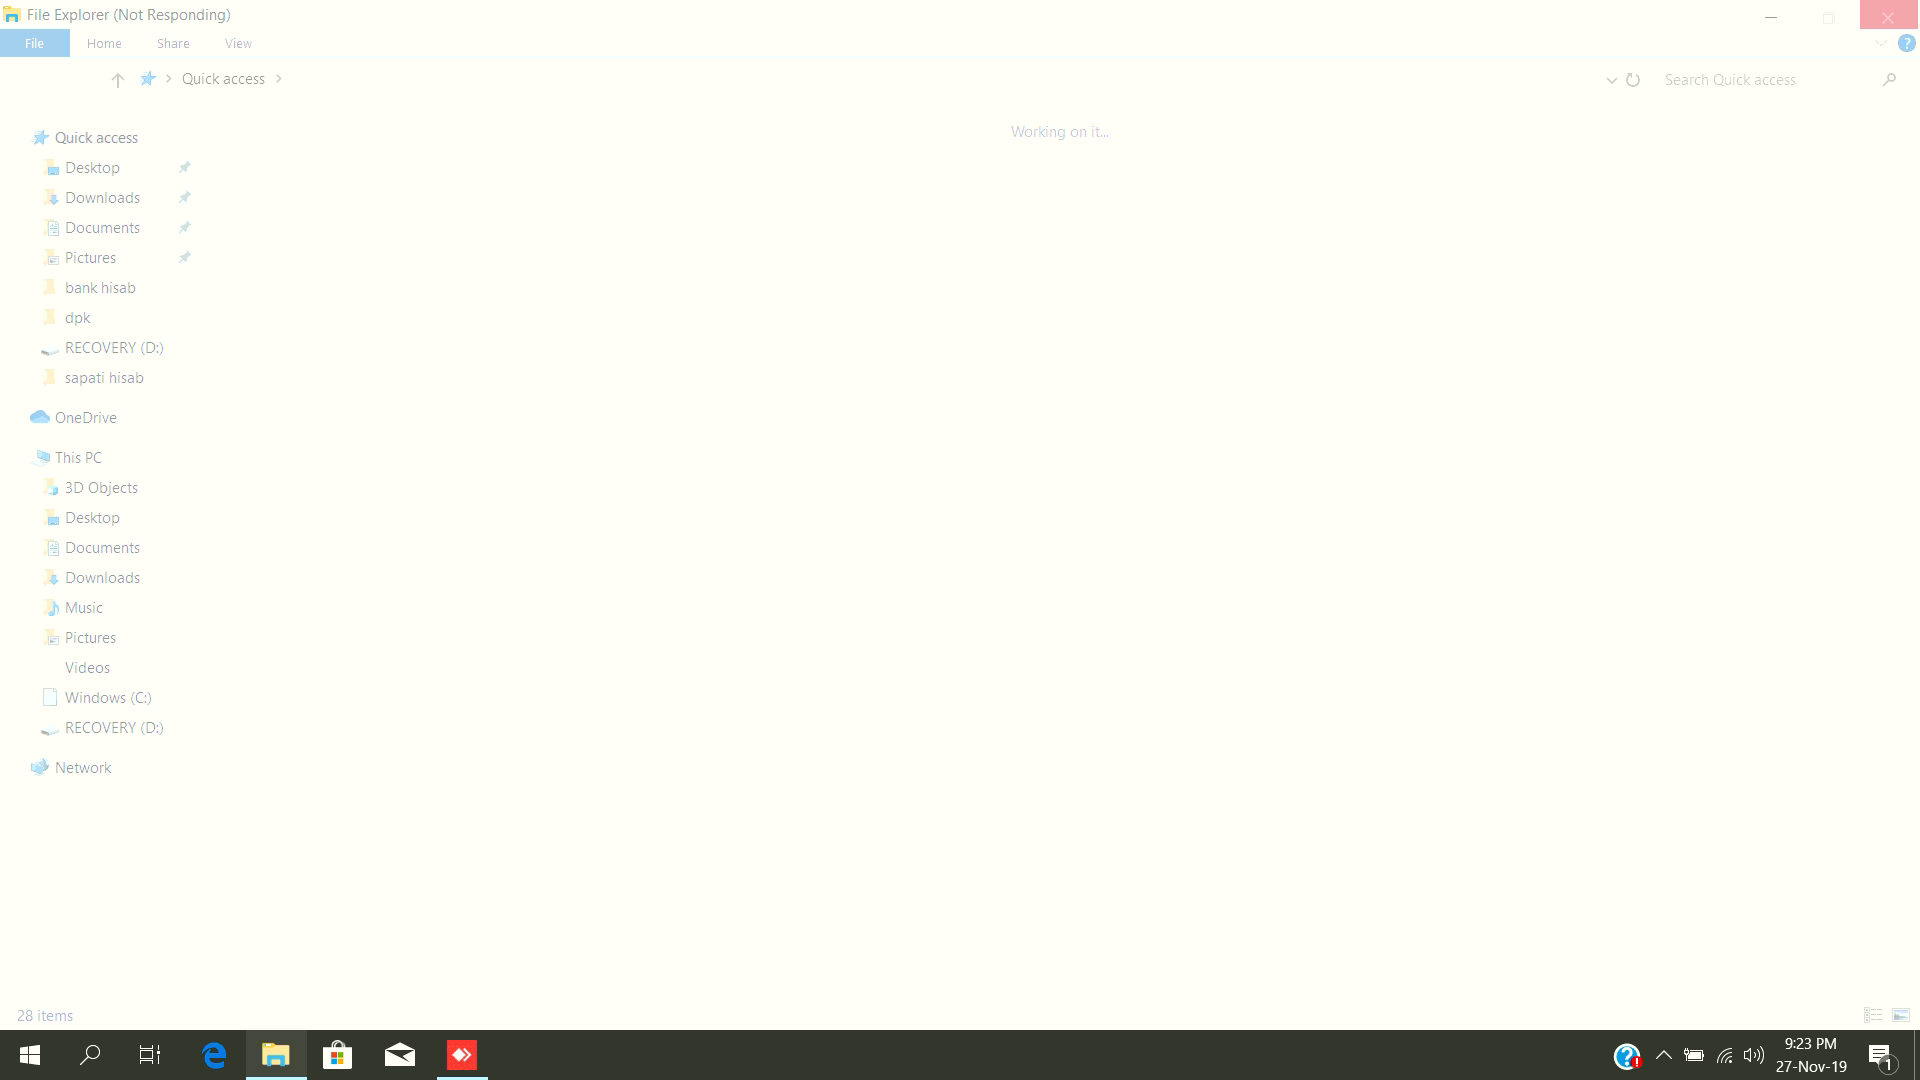 File Explorer (Not Responding)
File Home Share View
Quick access
Search Quick access
Working on it...
Quick access
Desktop
Downloads
Documents
Pictures
bank hisab
dpk
RECOVERY (D:)
sapati hisab
OneDrive
This PC
3D Objects
Desktop
Documents
Downloads
Music
Pictures
Videos
Windows (C:)
RECOVERY (D:)
Network
28 items
9:23 PM
27-Nov-19
1